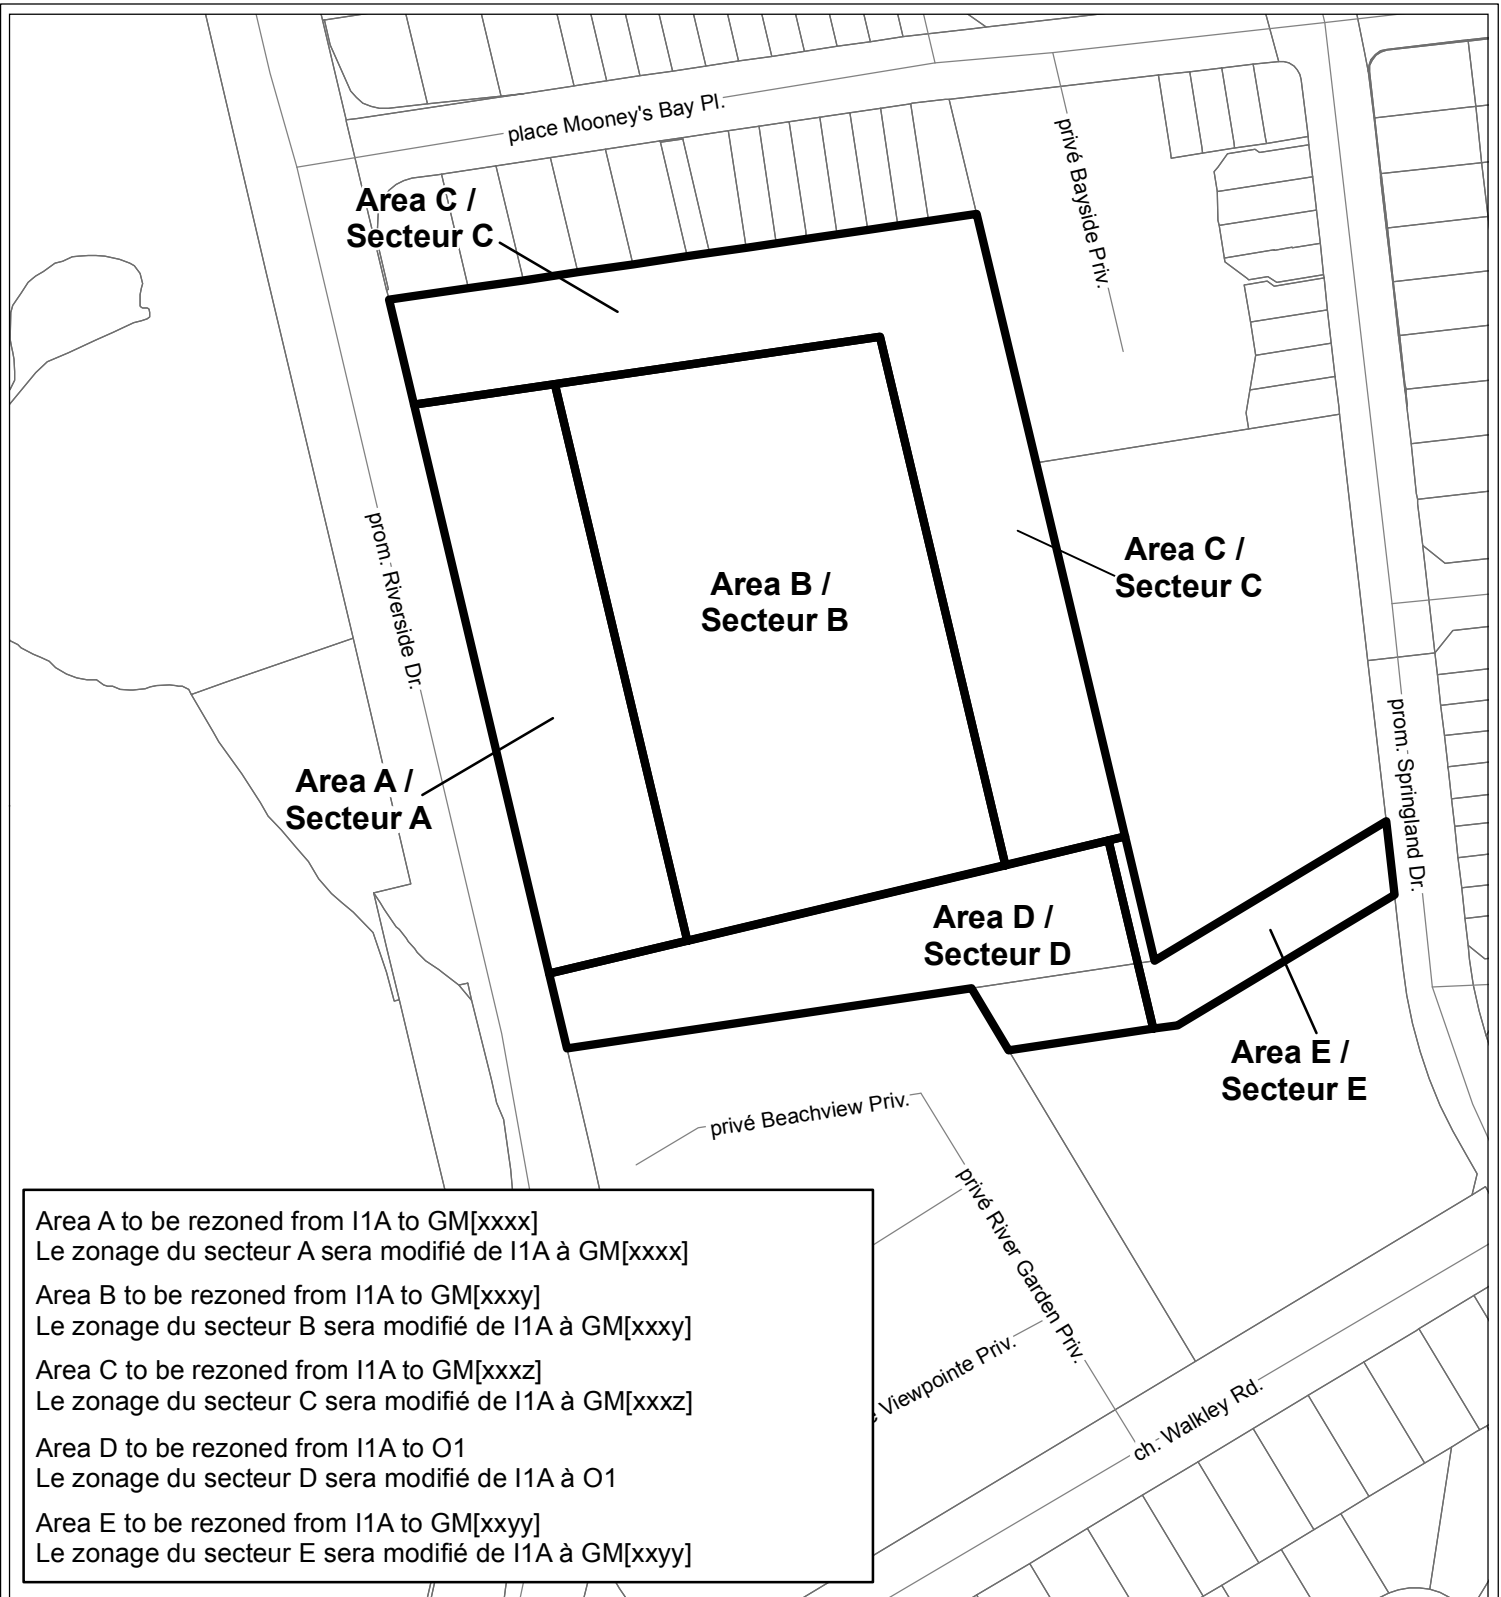 place Mooney's Bay Pl.
privé Bayside Priv.
Area C /
Secteur C
prom. Riverside Dr.
Area B /
Secteur B
Area C /
Secteur C
Area A /
Secteur A
prom. Springland Dr.
Area D /
Secteur D
Area E /
Secteur E
privé Beachview Priv.
privé River Garden Priv.
Viewpointe Priv.
ch. Walkley Rd.
Area A to be rezoned from I1A to GM[xxxx]
Le zonage du secteur A sera modifié de I1A à GM[xxxx]
Area B to be rezoned from I1A to GM[xxxy]
Le zonage du secteur B sera modifié de I1A à GM[xxxy]
Area C to be rezoned from I1A to GM[xxxz]
Le zonage du secteur C sera modifié de I1A à GM[xxxz]
Area D to be rezoned from I1A to O1
Le zonage du secteur D sera modifié de I1A à O1
Area E to be rezoned from I1A to GM[xxyy]
Le zonage du secteur E sera modifié de I1A à GM[xxyy]